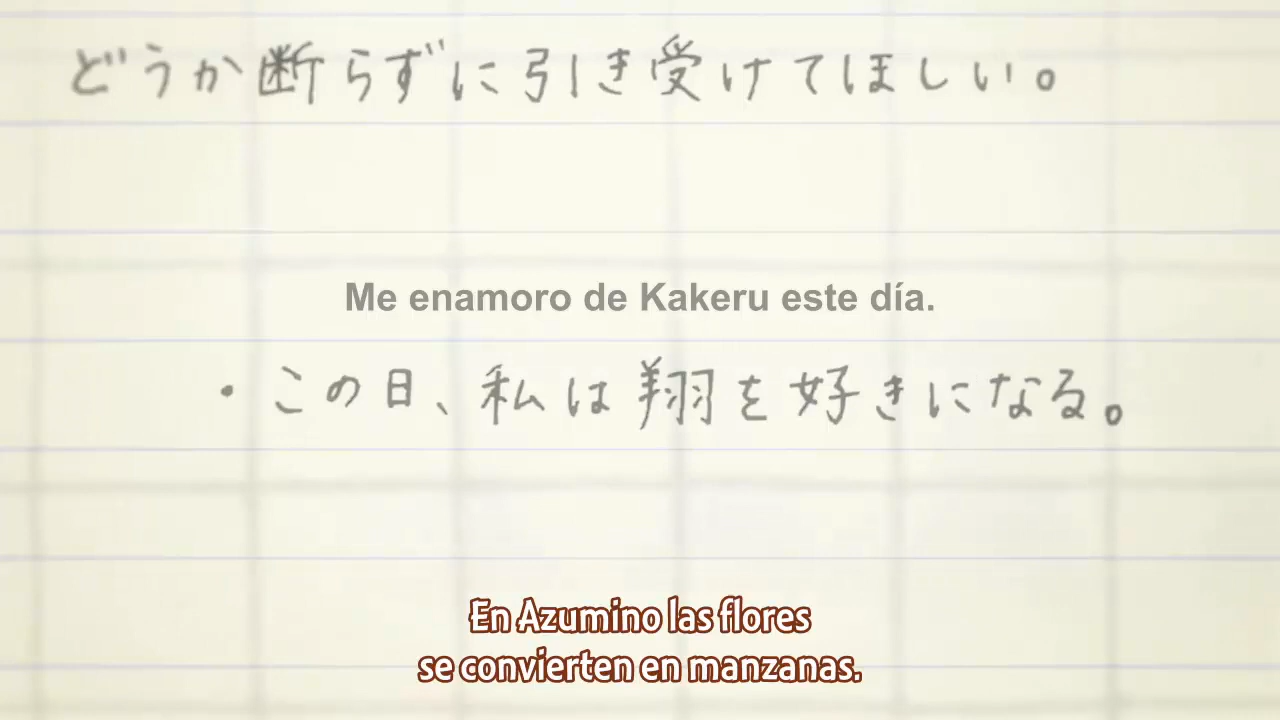 どうか断らずに引き受けてほしい。
Me enamoro de Kakeru este día.
・この日、私は翔を好きになる。
En Azumino las flores
se convierten en manzanas.